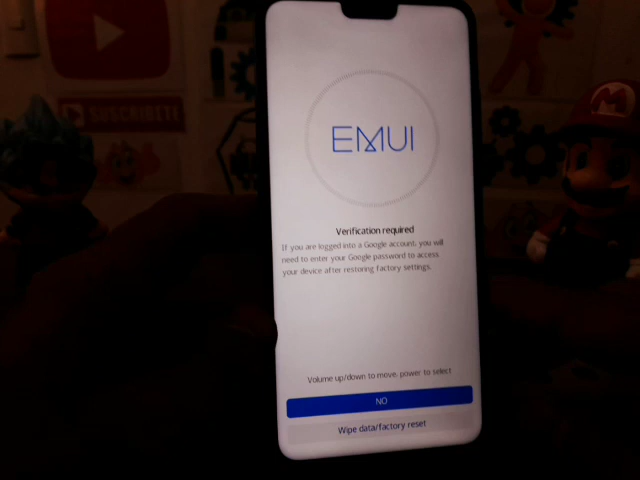 SUSCRIBETE
EMUI
M
Verification required
If you are logged into a Google account, you will
need to enter your Google password to access
your device after restoring factory settings.
Volume up/down to move, power to select
NO
Wipe data/factory reset